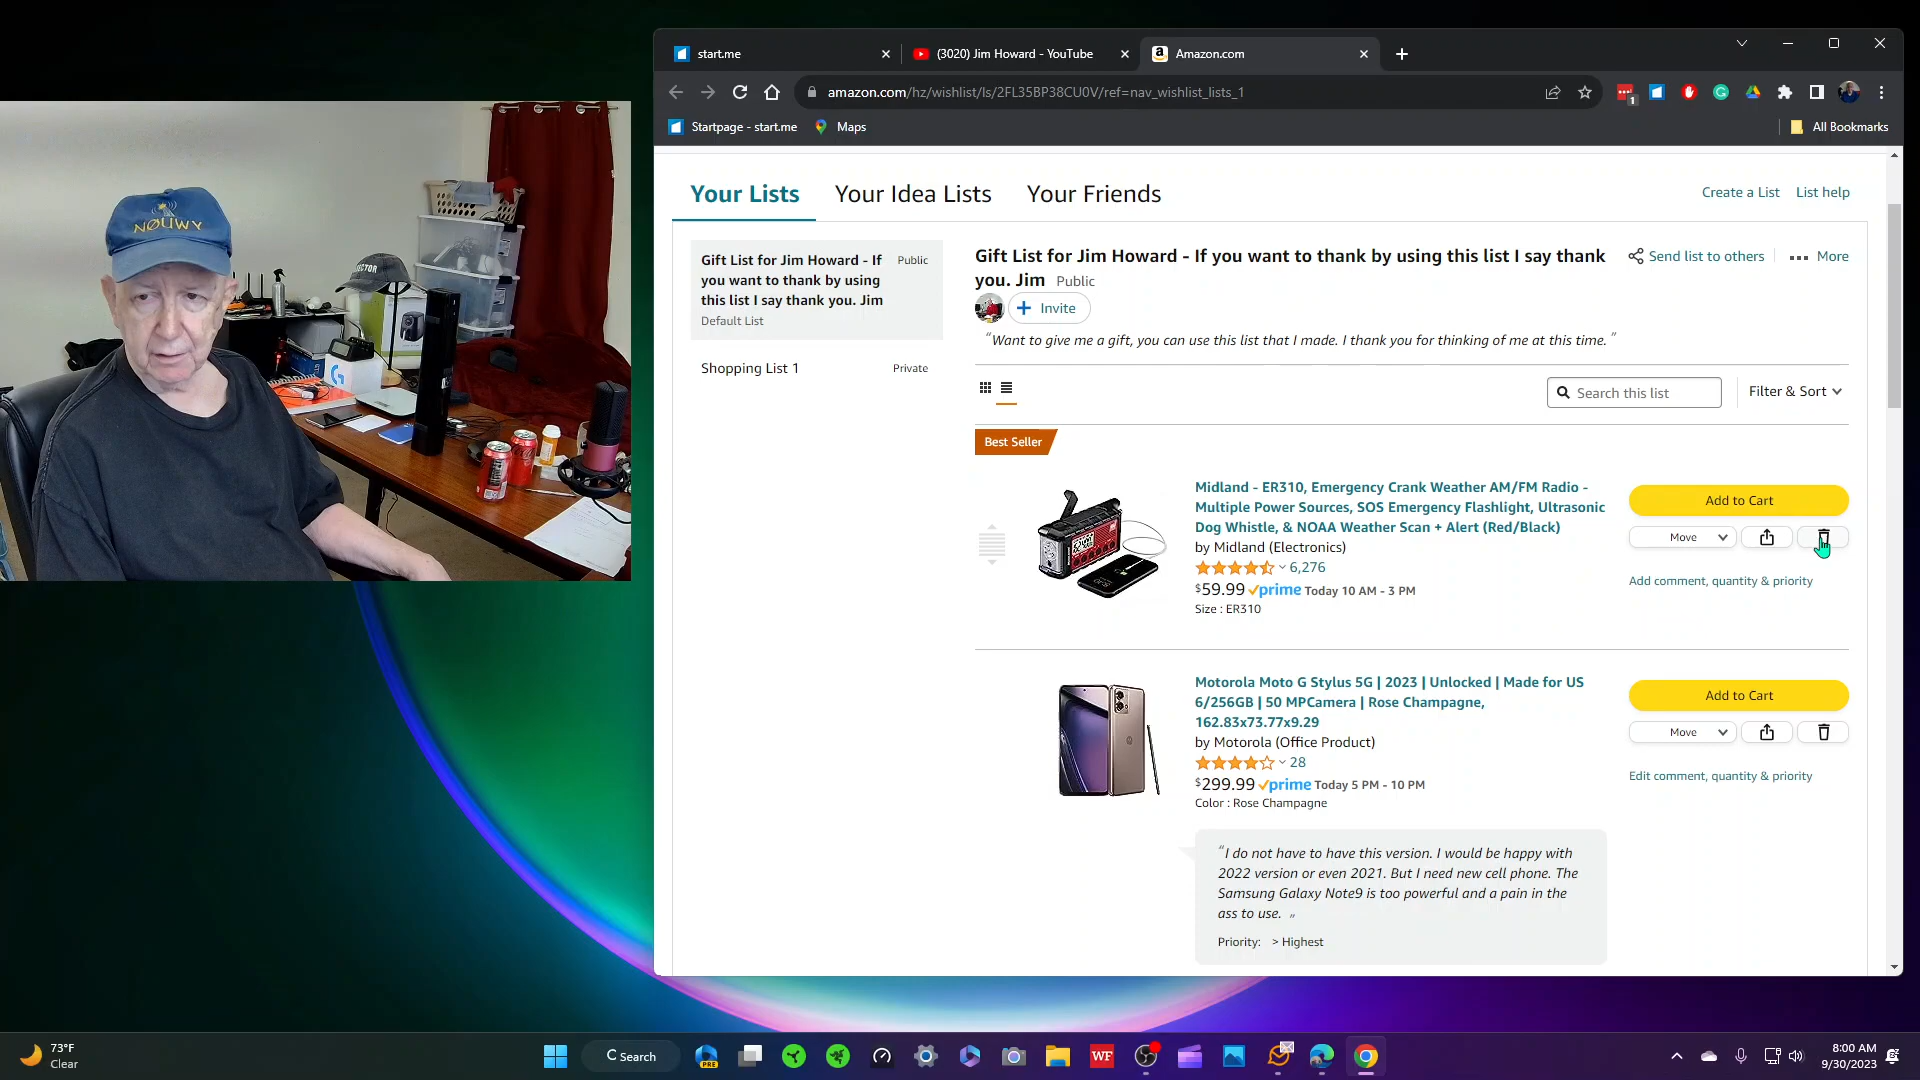 start.me
(3020) Jim Howard - YouTube
Amazon.com
amazon.com/hz/wishlist/ls/2FL35BP38CU0V/ref=nav_wishlist_lists_1
1
Startpage - start.me
Maps
All Bookmarks
Your Lists
Your Idea Lists
Your Friends
Create a List
List help
Gift List for Jim Howard - If
you want to thank by using
this list I say thank you. Jim
Public
Default List
Shopping List 1
Private
Gift List for Jim Howard - If you want to thank by using this list I say thank
you. Jim Public
Send list to others
More
Invite
"Want to give me a gift, you can use this list that I made. I thank you for thinking of me at this time. "
Search this list
Filter & Sort
Best Seller
Midland - ER310, Emergency Crank Weather AM/FM Radio -
Multiple Power Sources, SOS Emergency Flashlight, Ultrasonic
Dog Whistle, & NOAA Weather Scan + Alert (Red/Black)
by Midland (Electronics)
6,276
$59.99 prime Today 10 AM - 3 PM
Size : ER310
Add to Cart
Move
Add comment, quantity & priority
Motorola Moto G Stylus 5G | 2023 | Unlocked | Made for US
6/256GB | 50 MPCamera | Rose Champagne,
162.83x73.77x9.29
by Motorola (Office Product)
28
$299.99 prime Today 5 PM - 10 PM
Color : Rose Champagne
Add to Cart
Move
Edit comment, quantity & priority
"I do not have to have this version. I would be happy with
2022 version or even 2021. But I need new cell phone. The
Samsung Galaxy Note9 is too powerful and a pain in the
ass to use. "
Priority: > Highest
NØUWY
73°F
Clear
Search
PRE
WF
8:00 AM
9/30/2023